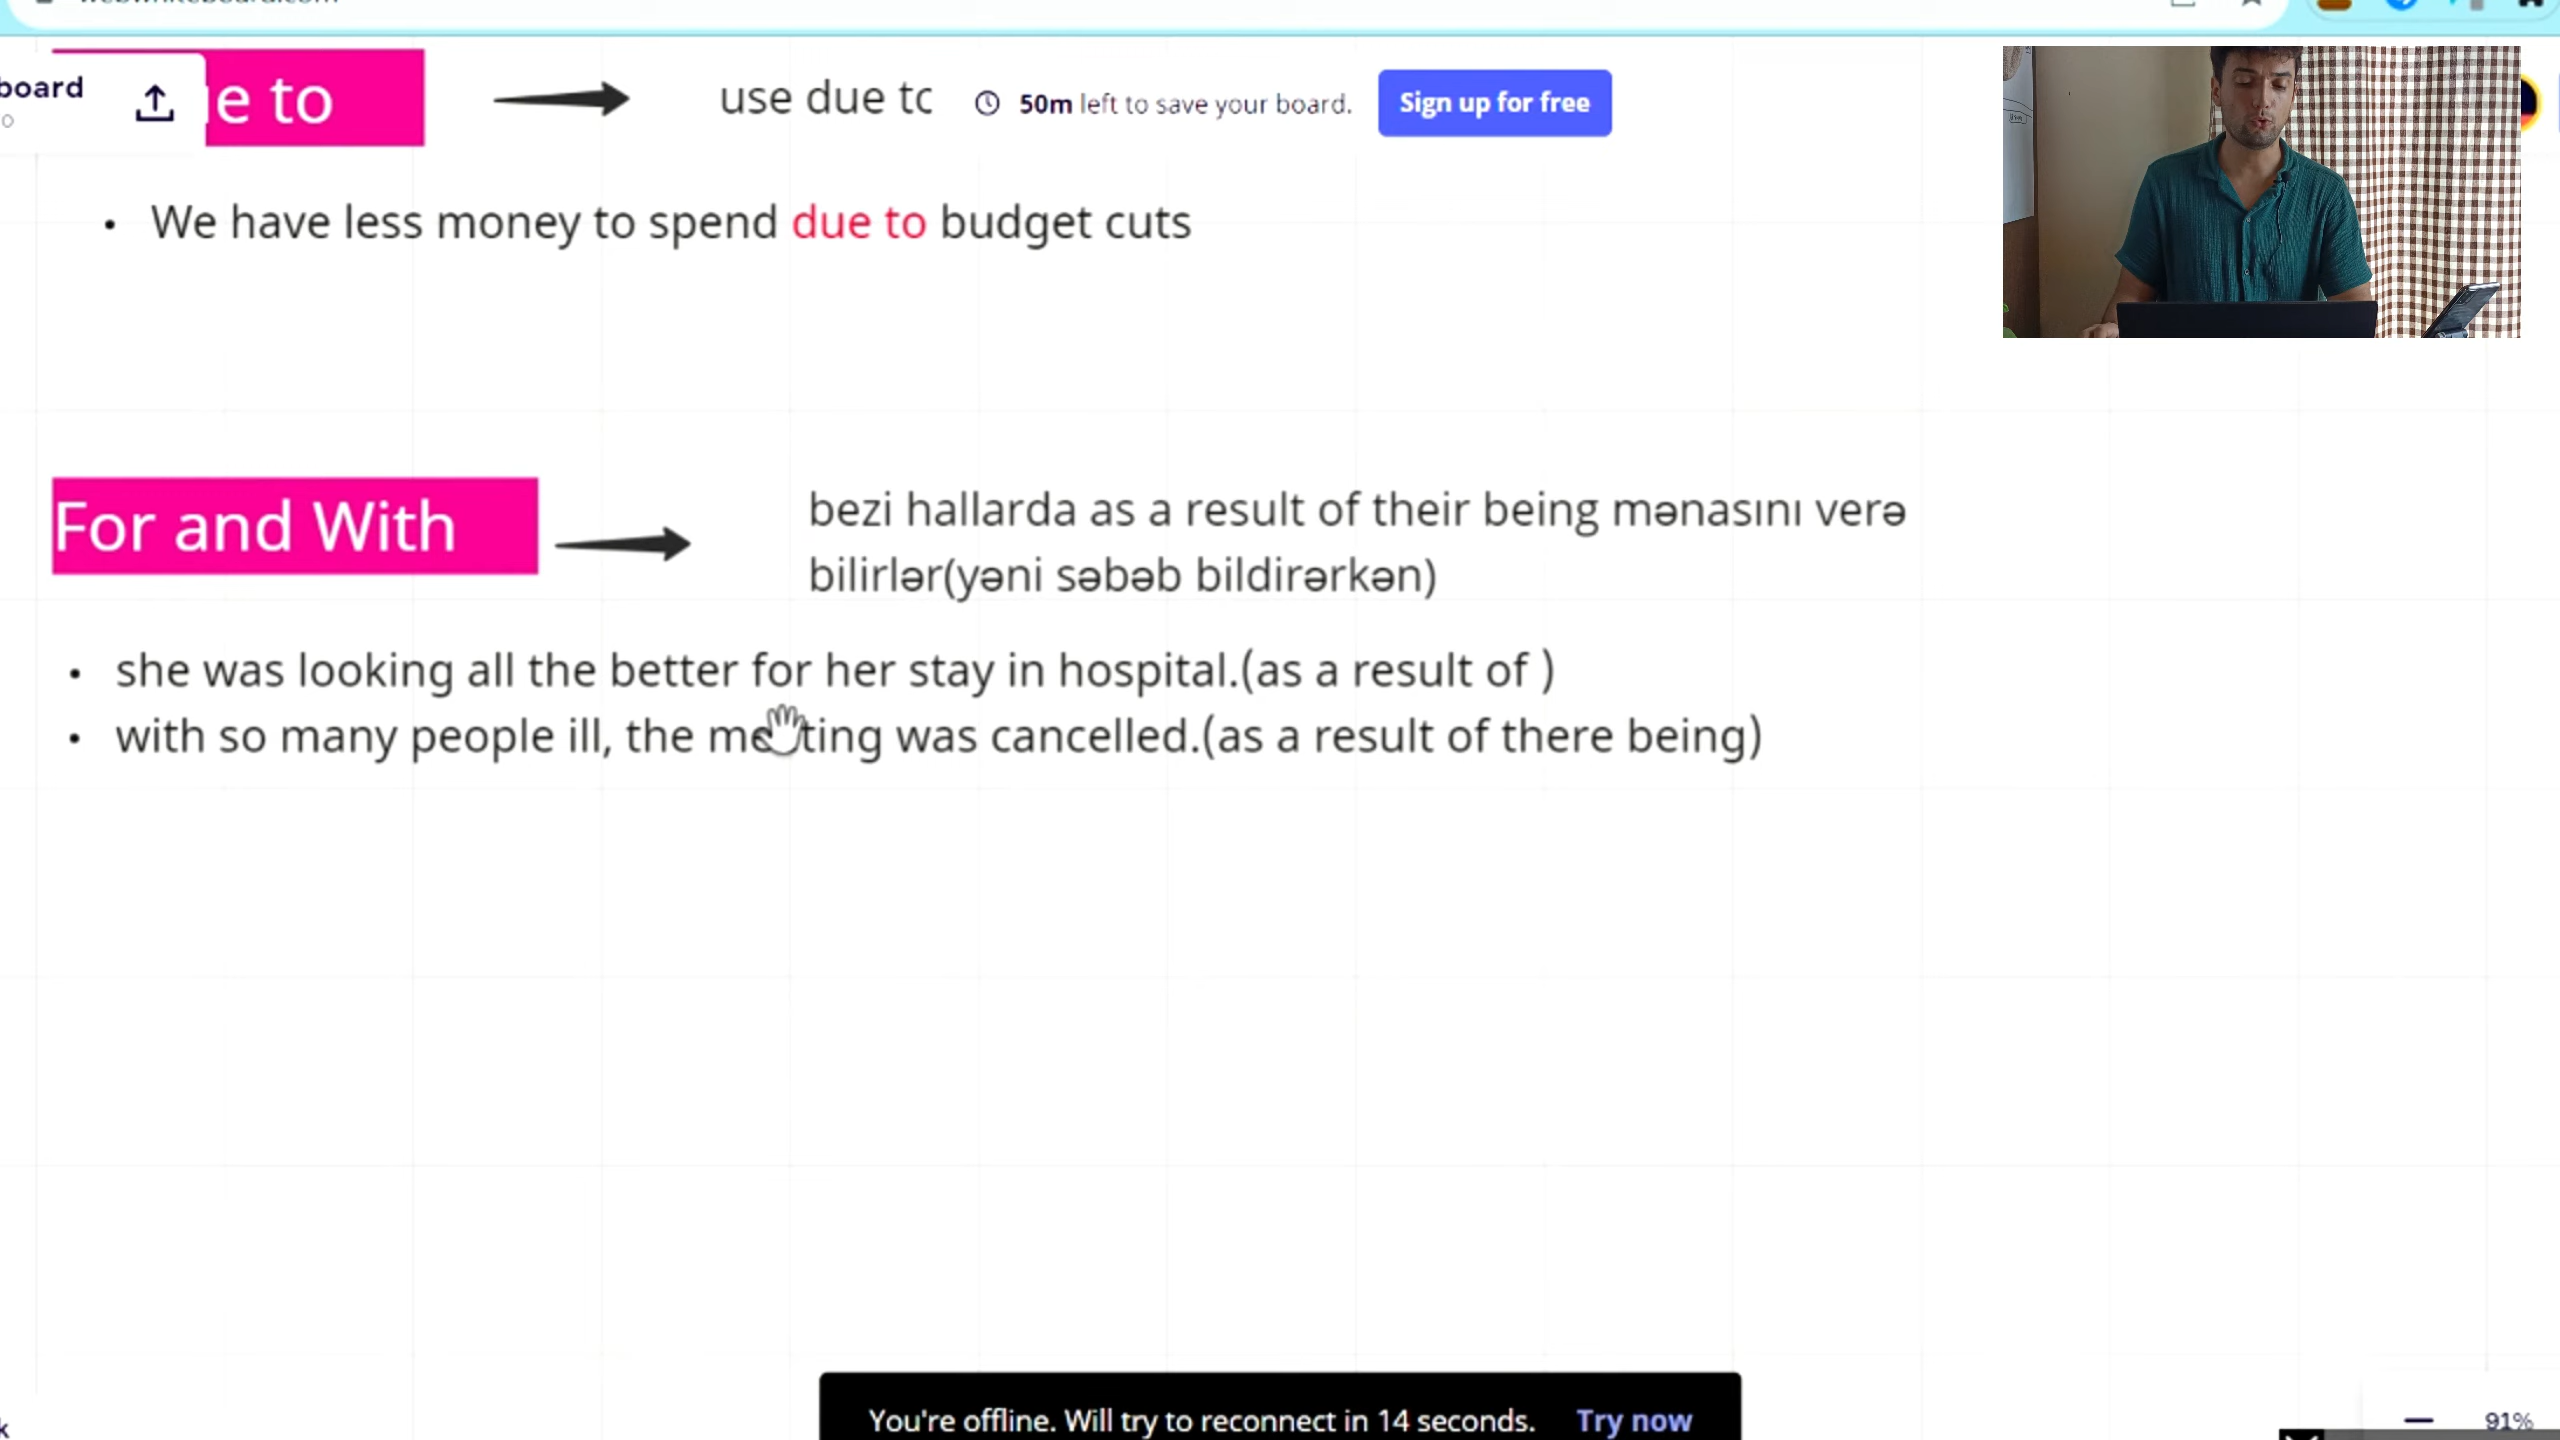 board
e to
use due to
50m left to save your board.
Sign up for free
• We have less money to spend due to budget cuts
For and With
bezi hallarda as a result of their being mənasını verə
bilirlər(yəni səbəb bildirərkən)
• she was looking all the better for her stay in hospital.(as a result of )
• with so many people ill, the meeting was cancelled.(as a result of there being)
You're offline. Will try to reconnect in 14 seconds. Try now
91%